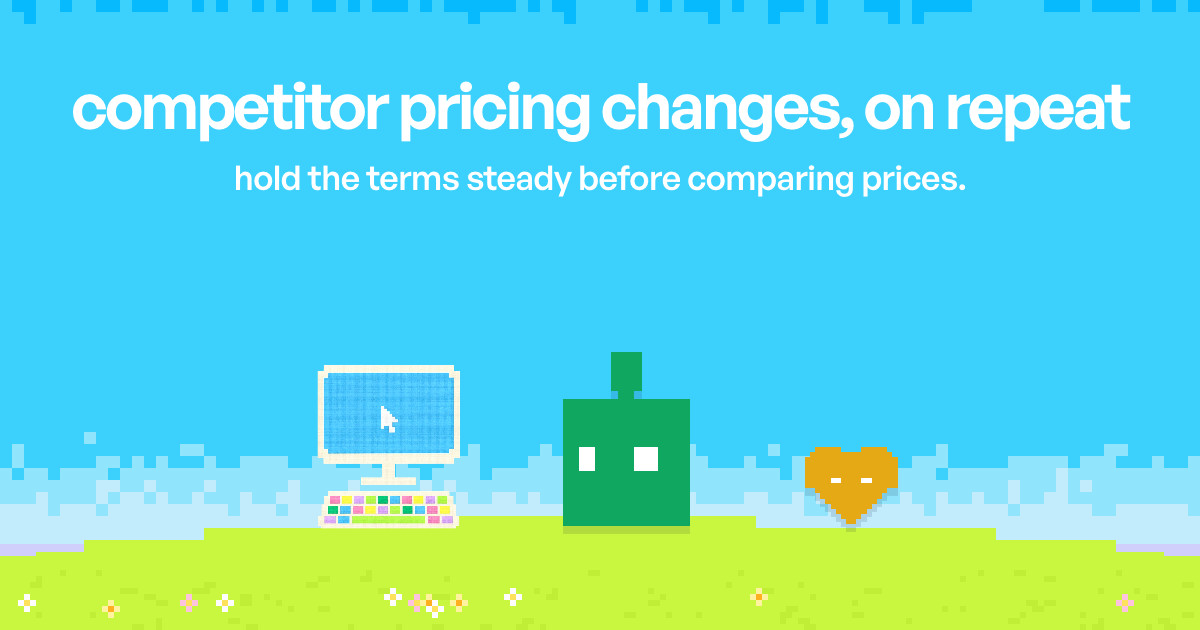 competitor pricing changes, on repeat
hold the terms steady before comparing prices.